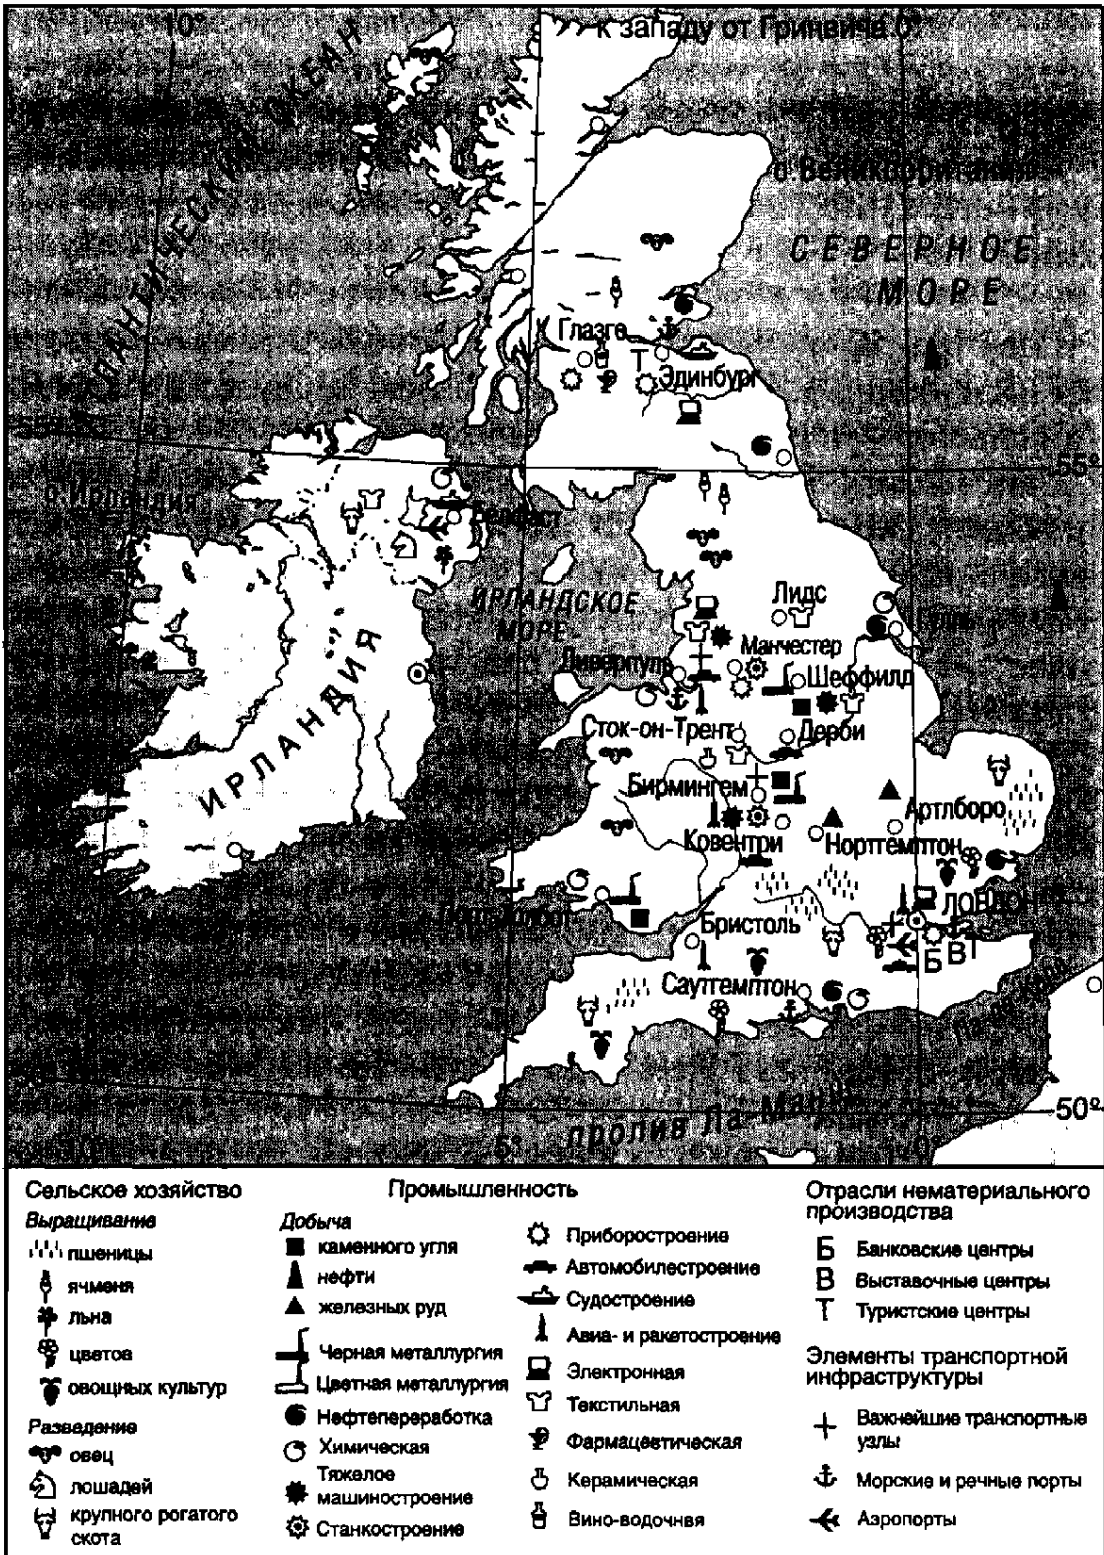 10°
к западу от Гринвича 0°
АТЛАНТИЧЕСКИЙ ОКЕАН
о Великобритания
СЕВЕРНОЕ
МОРЕ
Глазго
Эдинбург
55°
о. Ирландия
Белфаст
ИРЛАНДСКОЕ
МОРЕ
ИРЛАНДИЯ
Лидс
Манчестер
Ливерпуль
Шеффилд
Сток-он-Трент
Дерби
Бирмингем
Артлборо
Ковентри
Нортгемптон
ЛОНДОН
Бристоль
Б В Т
Саутгемптон
пролив Ла-Манш
50°
10°
5°
0°
Сельское хозяйство
Выращивание
пшеницы
ячменя
льна
цветов
овощных культур
Разведение
овец
лошадей
крупного рогатого
скота
Промышленность
Добыча
каменного угля
нефти
железных руд
Черная металлургия
Цветная металлургия
Нефтепереработка
Химическая
Тяжелое
машиностроение
Станкостроение
Приборостроение
Автомобилестроение
Судостроение
Авиа- и ракетостроение
Электронная
Текстильная
Фармацевтическая
Керамическая
Вино-водочная
Отрасли нематериального
производства
Б Банковские центры
В Выставочные центры
Т Туристские центры
Элементы транспортной
инфраструктуры
Важнейшие транспортные
узлы
Морские и речные порты
Аэропорты